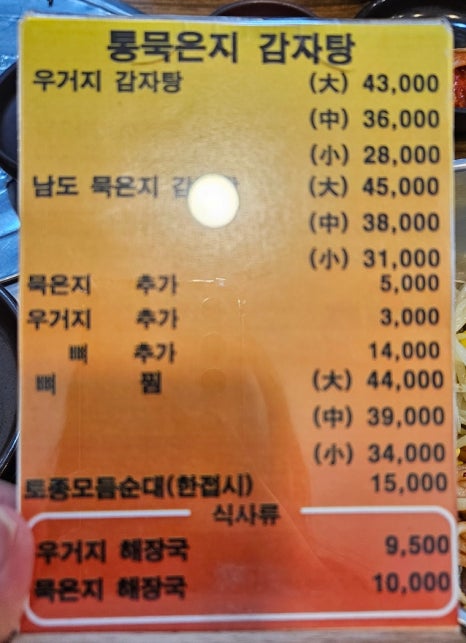 통묵은지 감자탕
우거지 감자탕 (大) 43,000
(中) 36,000
(小) 28,000
남도 묵은지 (大) 45,000
(中) 38,000
(小) 31,000
묵은지 추가 5,000
우거지 추가 3,000
뼈 추가 14,000
뼈 찜 (大) 44,000
(中) 39,000
(小) 34,000
토종모듬순대(한접시) 15,000
식사류
우거지 해장국 9,500
묵은지 해장국 10,000